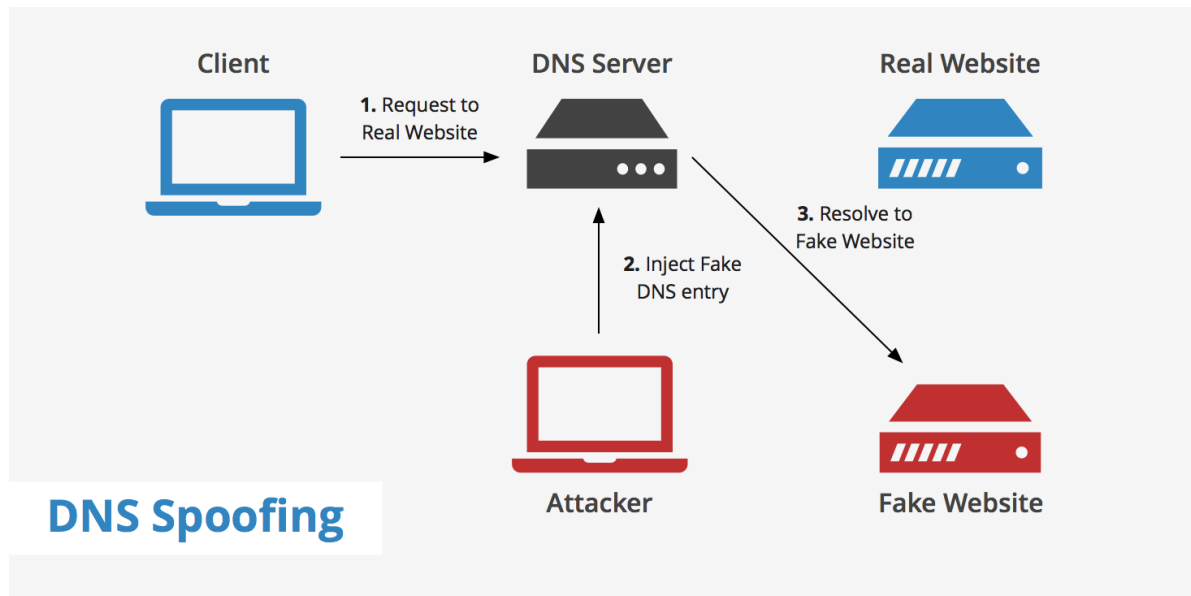 Client
DNS Server
Real Website
1. Request to
Real Website
3. Resolve to
Fake Website
2. Inject Fake
DNS entry
Attacker
Fake Website
DNS Spoofing